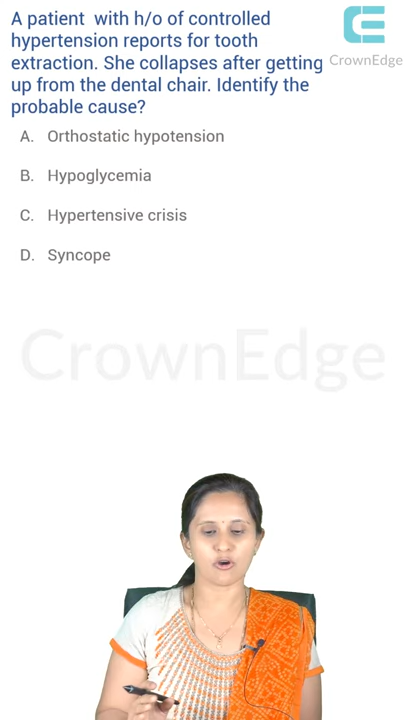 A patient  with h/o of controlled
hypertension reports for tooth
extraction. She collapses after getting
up from the dental chair. Identify the
probable cause?
CrownEdge
A. Orthostatic hypotension
B. Hypoglycemia
C. Hypertensive crisis
D. Syncope
CrownEdge